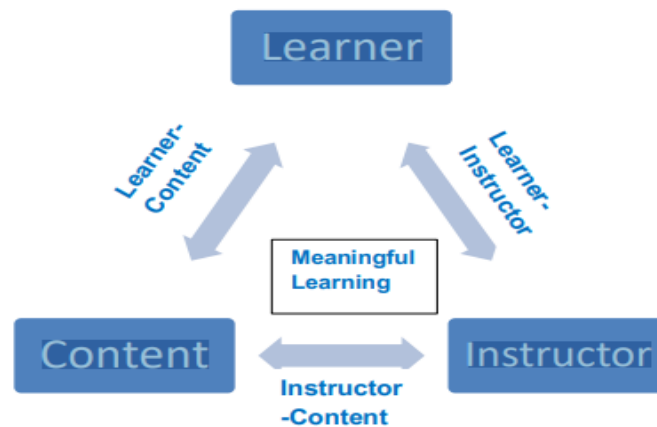 Learner
Learner-
Content
Learner-
Instructor
Meaningful
Learning
Content
Instructor
Instructor
-Content